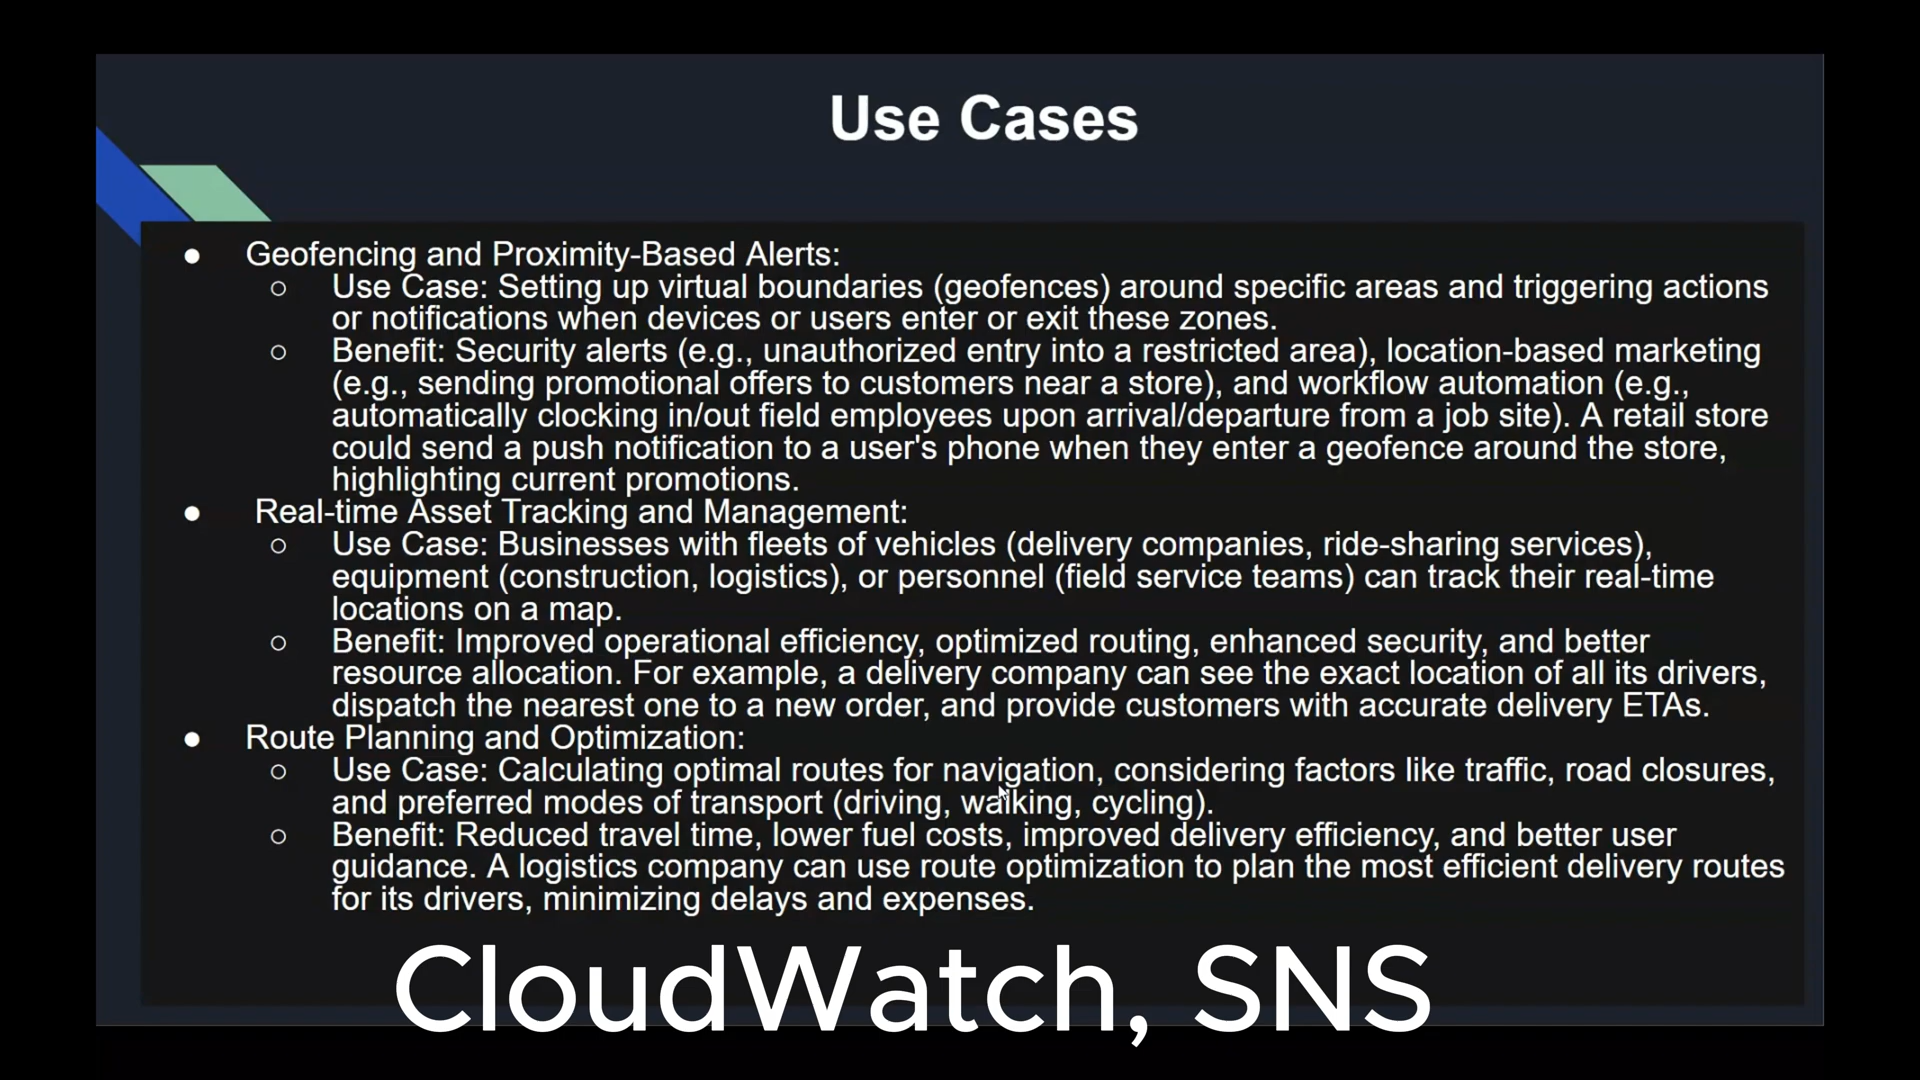 Use Cases
● Geofencing and Proximity-Based Alerts:
○ Use Case: Setting up virtual boundaries (geofences) around specific areas and triggering actions
or notifications when devices or users enter or exit these zones.
○ Benefit: Security alerts (e.g., unauthorized entry into a restricted area), location-based marketing
(e.g., sending promotional offers to customers near a store), and workflow automation (e.g.,
automatically clocking in/out field employees upon arrival/departure from a job site). A retail store
could send a push notification to a user's phone when they enter a geofence around the store,
highlighting current promotions.
● Real-time Asset Tracking and Management:
○ Use Case: Businesses with fleets of vehicles (delivery companies, ride-sharing services),
equipment (construction, logistics), or personnel (field service teams) can track their real-time
locations on a map.
○ Benefit: Improved operational efficiency, optimized routing, enhanced security, and better
resource allocation. For example, a delivery company can see the exact location of all its drivers,
dispatch the nearest one to a new order, and provide customers with accurate delivery ETAs.
● Route Planning and Optimization:
○ Use Case: Calculating optimal routes for navigation, considering factors like traffic, road closures,
and preferred modes of transport (driving, walking, cycling).
○ Benefit: Reduced travel time, lower fuel costs, improved delivery efficiency, and better user
guidance. A logistics company can use route optimization to plan the most efficient delivery routes
for its drivers, minimizing delays and expenses.
CloudWatch, SNS